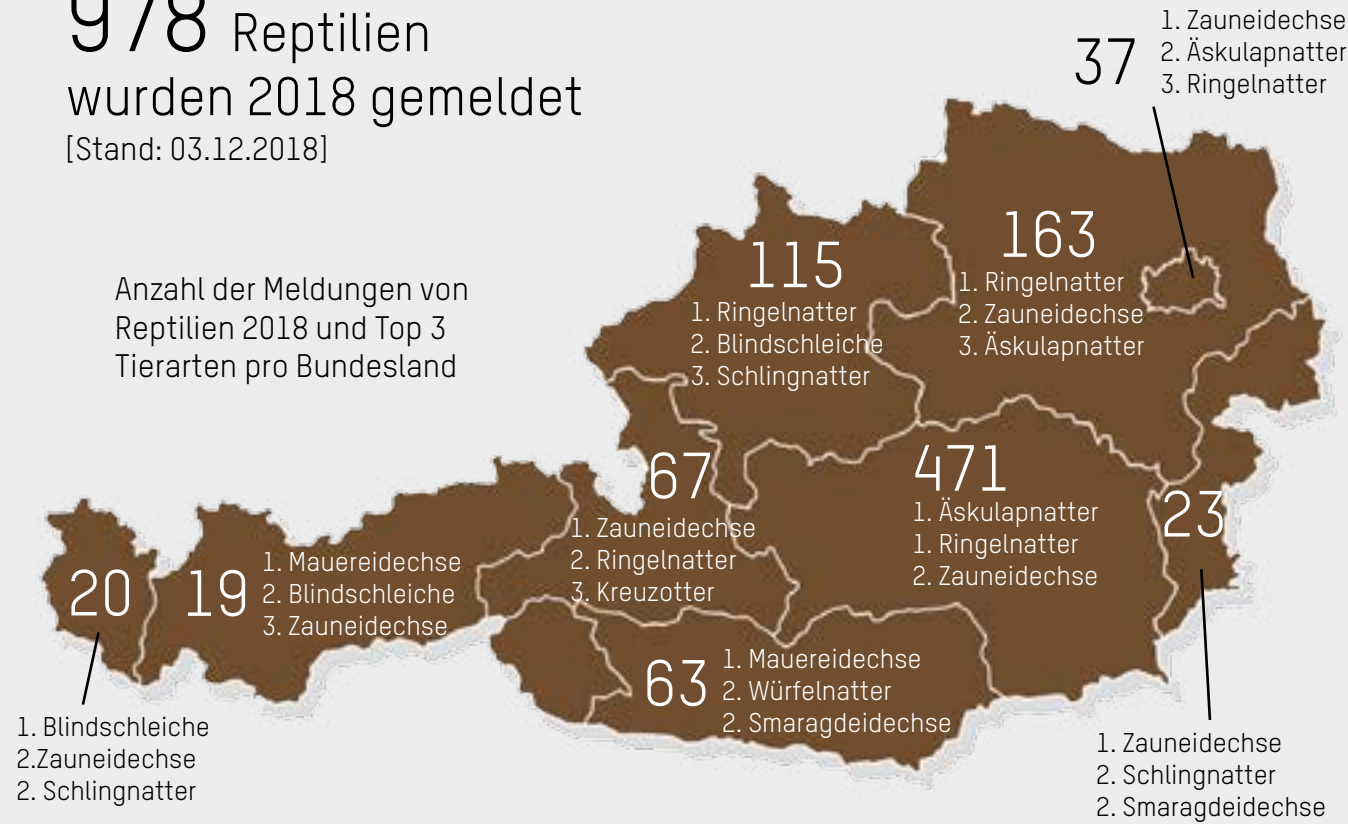 978 Reptilien
wurden 2018 gemeldet
[Stand: 03.12.2018]
Anzahl der Meldungen von
Reptilien 2018 und Top 3
Tierarten pro Bundesland
37
1. Zauneidechse
2. Äskulapnatter
3. Ringelnatter
163
1. Ringelnatter
2. Zauneidechse
3. Äskulapnatter
115
1. Ringelnatter
2. Blindschleiche
3. Schlingnatter
67
1. Zauneidechse
2. Ringelnatter
3. Kreuzotter
471
1. Äskulapnatter
1. Ringelnatter
2. Zauneidechse
23
1. Zauneidechse
2. Schlingnatter
2. Smaragdeidechse
20
1. Blindschleiche
2.Zauneidechse
2. Schlingnatter
19
1. Mauereidechse
2. Blindschleiche
3. Zauneidechse
63
1. Mauereidechse
2. Würfelnatter
2. Smaragdeidechse